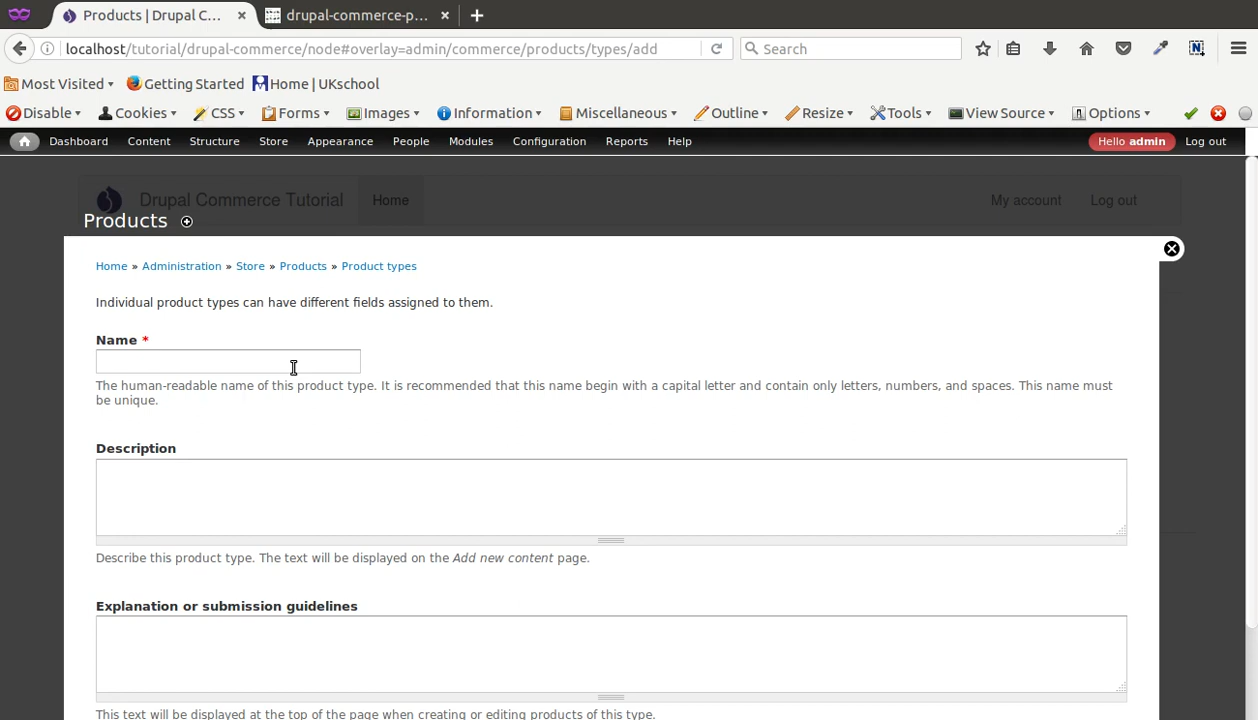 Products | Drupal C... ×
drupal-commerce-p... ×
localhost/tutorial/drupal-commerce/node#overlay=admin/commerce/products/types/add
Search
Most Visited
Getting Started
Home | UKschool
Disable
Cookies
CSS
Forms
Images
Information
Miscellaneous
Outline
Resize
Tools
View Source
Options
Dashboard
Content
Structure
Store
Appearance
People
Modules
Configuration
Reports
Help
Hello admin
Log out
Drupal Commerce Tutorial
Home
My account
Log out
Products
Home » Administration » Store » Products » Product types
Individual product types can have different fields assigned to them.
Name *
The human-readable name of this product type. It is recommended that this name begin with a capital letter and contain only letters, numbers, and spaces. This name must
be unique.
Description
Describe this product type. The text will be displayed on the Add new content page.
Explanation or submission guidelines
This text will be displayed at the top of the page when creating or editing products of this type.